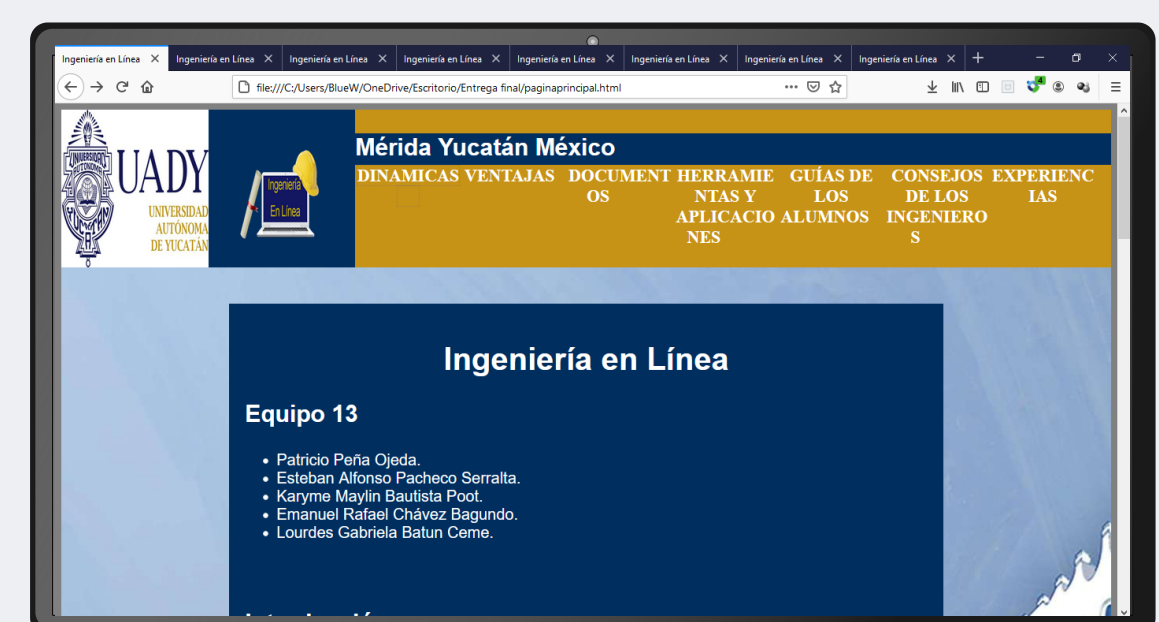 Ingeniería en Línea
Ingeniería en Línea
Ingeniería en Línea
Ingeniería en Línea
Ingeniería en Línea
Ingeniería en Línea
Ingeniería en Línea
Ingeniería en Línea
file:///C:/Users/BlueW/OneDrive/Escritorio/Entrega final/paginaprincipal.html
4
UADY
UNIVERSIDAD
AUTÓNOMA
DE YUCATÁN
Ingeniería
En Línea
Mérida Yucatán México
DINAMICAS VENTAJAS DOCUMENT HERRAMIE GUÍAS DE CONSEJOS EXPERIENC
OS NTAS Y LOS DE LOS IAS
APLICACIO ALUMNOS INGENIERO
NES S
Ingeniería en Línea
Equipo 13
• Patricio Peña Ojeda.
• Esteban Alfonso Pacheco Serralta.
• Karyme Maylin Bautista Poot.
• Emanuel Rafael Chávez Bagundo.
• Lourdes Gabriela Batun Ceme.